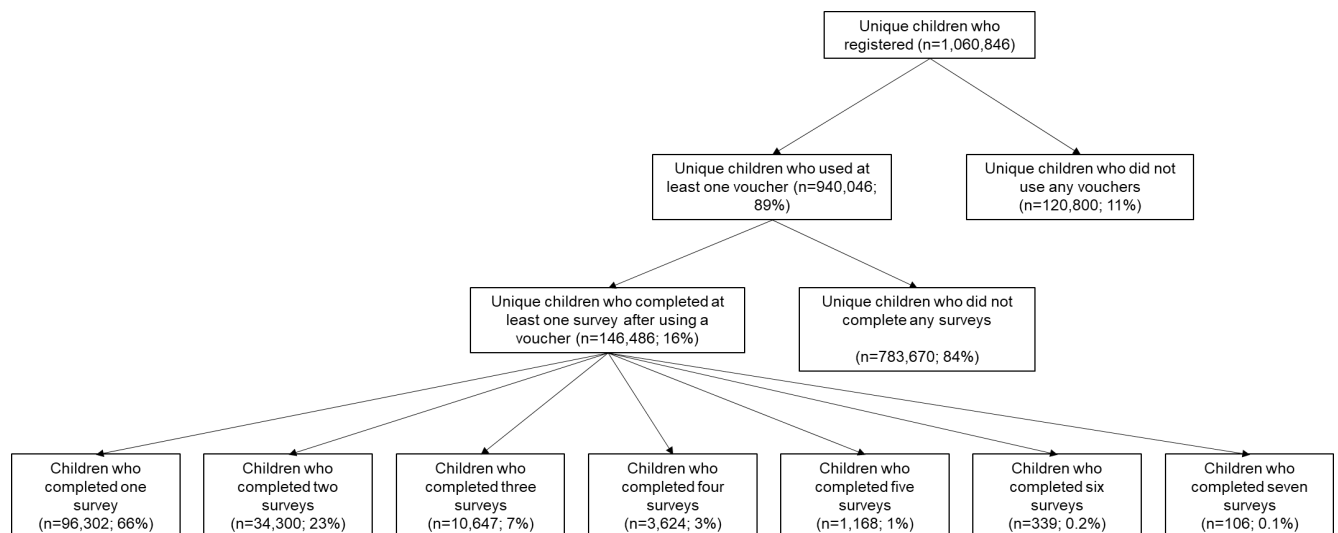 Unique children who
registered (n=1,060,846)
Unique children who used at
least one voucher (n=940,046;
89%)
Unique children who did not
use any vouchers
(n=120,800; 11%)
Unique children who completed at
least one survey after using a
voucher (n=146,486; 16%)
Unique children who did not
complete any surveys
(n=783,670; 84%)
Children who
completed one
survey
(n=96,302; 66%)
Children who
completed two
surveys
(n=34,300; 23%)
Children who
completed three
surveys
(n=10,647; 7%)
Children who
completed four
surveys
(n=3,624; 3%)
Children who
completed five
surveys
(n=1,168; 1%)
Children who
completed six
surveys
(n=339; 0.2%)
Children who
completed seven
surveys
(n=106; 0.1%)